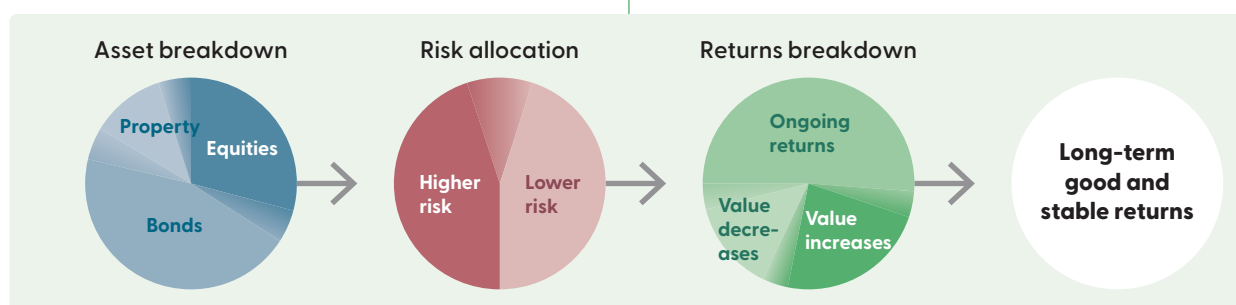 Asset breakdown
Risk allocation
Returns breakdown
Property
Equities
Bonds
Higher
risk
Lower
risk
Ongoing
returns
Value
decre-
ases
Value
increases
Long-term
good and
stable returns